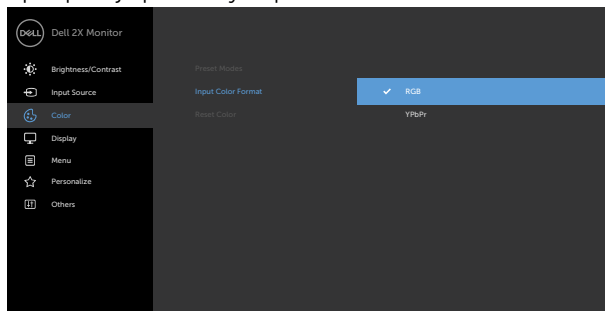 DELL Dell 2X Monitor
Brightness/Contrast Preset Modes
Input Source Input Color Format ✓ RGB
Color Reset Color YPbPr
Display
Menu
Personalize
Others